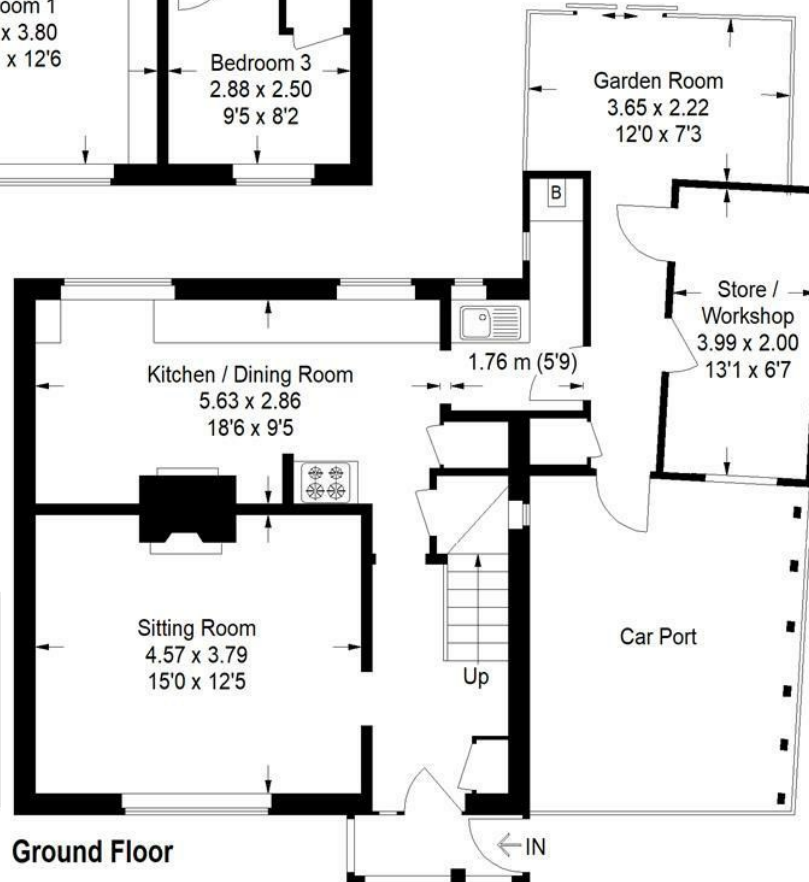 oom 1
x 3.80
x 12'6
Bedroom 3
2.88 x 2.50
9'5 x 8'2
Garden Room
3.65 x 2.22
12'0 x 7'3
B
Store /
Workshop
3.99 x 2.00
13'1 x 6'7
1.76 m (5'9)
Kitchen / Dining Room
5.63 x 2.86
18'6 x 9'5
Sitting Room
4.57 x 3.79
15'0 x 12'5
Up
Car Port
IN
Ground Floor